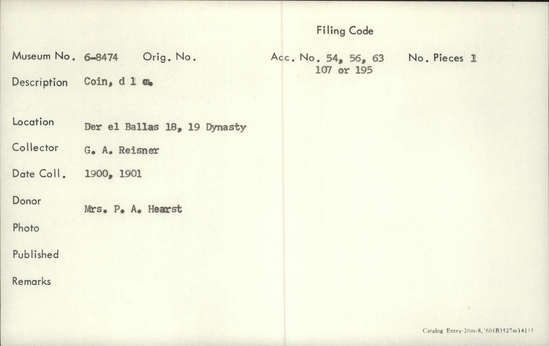 Filing Code
Museum No. 6-8474 Orig. No. Acc. No. 54, 56, 63 No. Pieces 1
107 or 195
Description Coin, d 1 m.
Location Der el Ballas 18, 19 Dynasty
Collector G. A. Reisner
Date Coll. 1900, 1901
Donor Mrs. P. A. Hearst
Photo
Published
Remarks
Catalog Entry